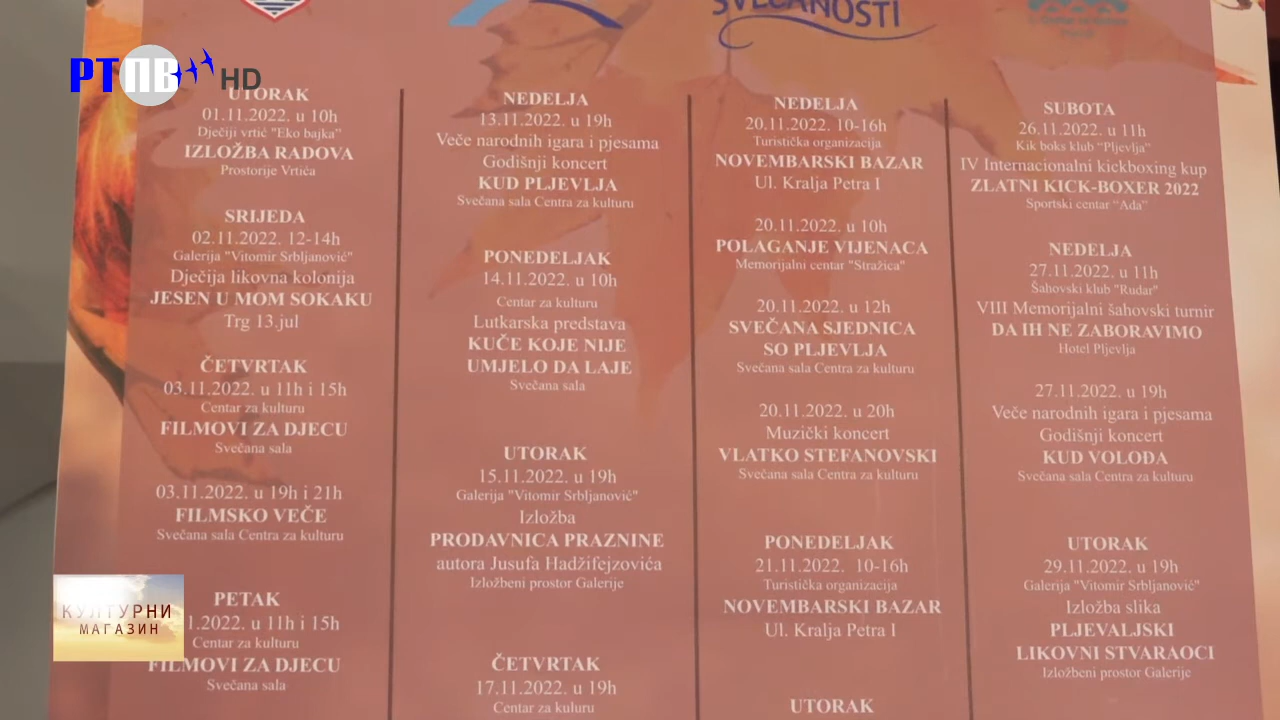 SVEČANOSTI
РТПВ HD
UTORAK
01.11.2022. u 10h
Dječiji vrtić "Eko bajka"
IZLOŽBA RADOVA
Prostorije Vrtića
SRIJEDA
02.11.2022. 12-14h
Galerija "Vitomir Srbljanović"
Dječija likovna kolonija
JESEN U MOM SOKAKU
Trg 13.jul
ČETVRTAK
03.11.2022. u 11h i 15h
Centar za kulturu
FILMOVI ZA DJECU
Svečana sala
03.11.2022. u 19h i 21h
FILMSKO VEČE
Svečana sala Centra za kulturu
PETAK
1.2022. u 11h i 15h
Centar za kulturu
FILMOVI ZA DJECU
Svečana sala
КУЛТУРНИ
МАГАЗИН
NEDELJA
13.11.2022. u 19h
Veče narodnih igara i pjesama
Godišnji koncert
KUD PLJEVLJA
Svečana sala Centra za kulturu
PONEDELJAK
14.11.2022. u 10h
Centar za kulturu
Lutkarska predstava
KUČE KOJE NIJE
UMJELO DA LAJE
Svečana sala
UTORAK
15.11.2022. u 19h
Galerija "Vitomir Srbljanović"
Izložba
PRODAVNICA PRAZNINE
autora Jusufa Hadžifejzovića
Izložbeni prostor Galerije
ČETVRTAK
17.11.2022. u 19h
Centar za kuluru
NEDELJA
20.11.2022. 10-16h
Turistička organizacija
NOVEMBARSKI BAZAR
Ul. Kralja Petra I
20.11.2022. u 10h
POLAGANJE VIJENACA
Memorijalni centar "Stražica"
20.11.2022. u 12h
SVEČANA SJEDNICA
SO PLJEVLJA
Svečana sala Centra za kulturu
20.11.2022. u 20h
Muzički koncert
VLATKO STEFANOVSKI
Svečana sala Centra za kulturu
PONEDELJAK
21.11.2022. 10-16h
Turistička organizacija
NOVEMBARSKI BAZAR
Ul. Kralja Petra I
UTORAK
SUBOTA
26.11.2022. u 11h
Kik boks klub "Pljevlja"
IV Internacionalni kickboxing kup
ZLATNI KICK-BOXER 2022
Sportski centar "Ada"
NEDELJA
27.11.2022. u 11h
Šahovski klub "Rudar"
VIII Memorijalni šahovski turnir
DA IH NE ZABORAVIMO
Hotel Pljevlja
27.11.2022. u 19h
Veče narodnih igara i pjesama
Godišnji koncert
KUD VOLOĐA
Svečana sala Centra za kulturu
UTORAK
29.11.2022. u 19h
Galerija "Vitomir Srbljanović"
Izložba slika
PLJEVALJSKI
LIKOVNI STVARAOCI
Izložbeni prostor Galerije